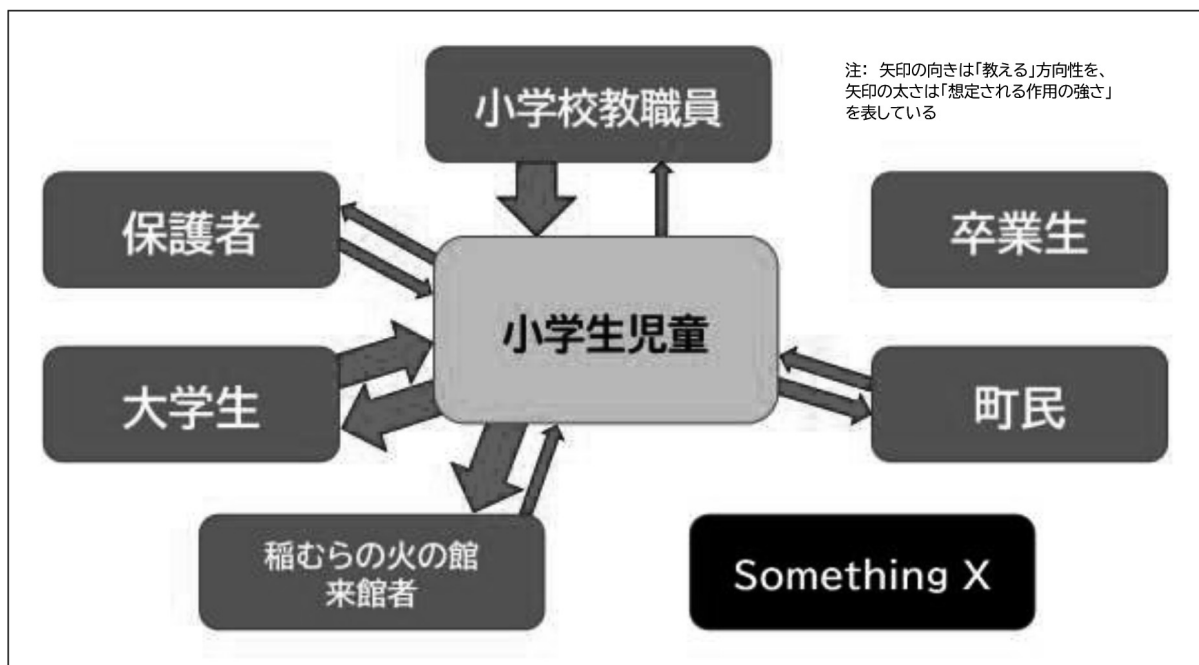 小学校教職員
注： 矢印の向きは「教える」方向性を、
矢印の太さは「想定される作用の強さ」
を表している
保護者
卒業生
小学生児童
大学生
町民
稲むらの火の館
来館者
Something X